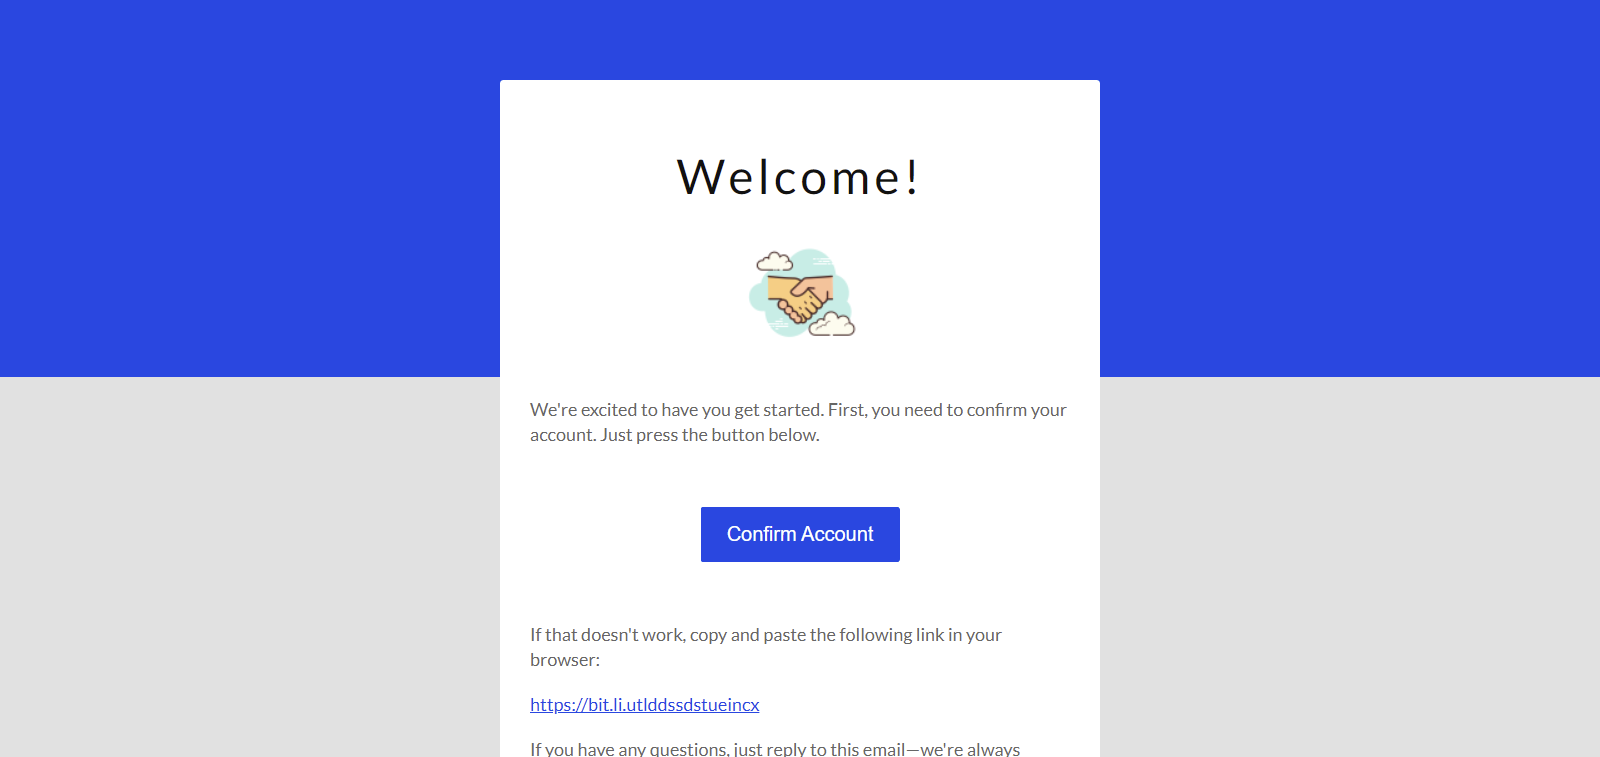 Welcome!
We're excited to have you get started. First, you need to confirm your
account. Just press the button below.
Confirm Account
If that doesn't work, copy and paste the following link in your
browser:
https://bit.li.utlddssdstueincx
If you have any questions, just reply to this email—we're always